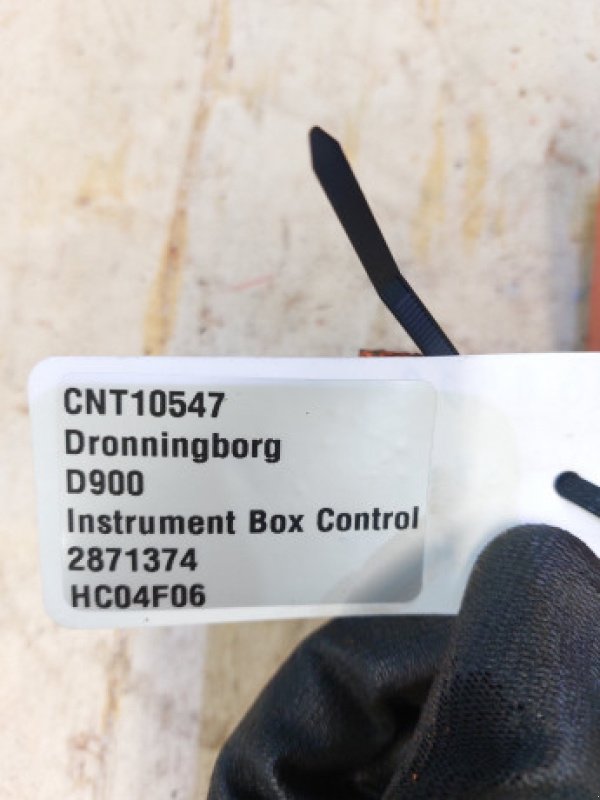 CNT10547
Dronningborg
D900
Instrument Box Control
2871374
HC04F06